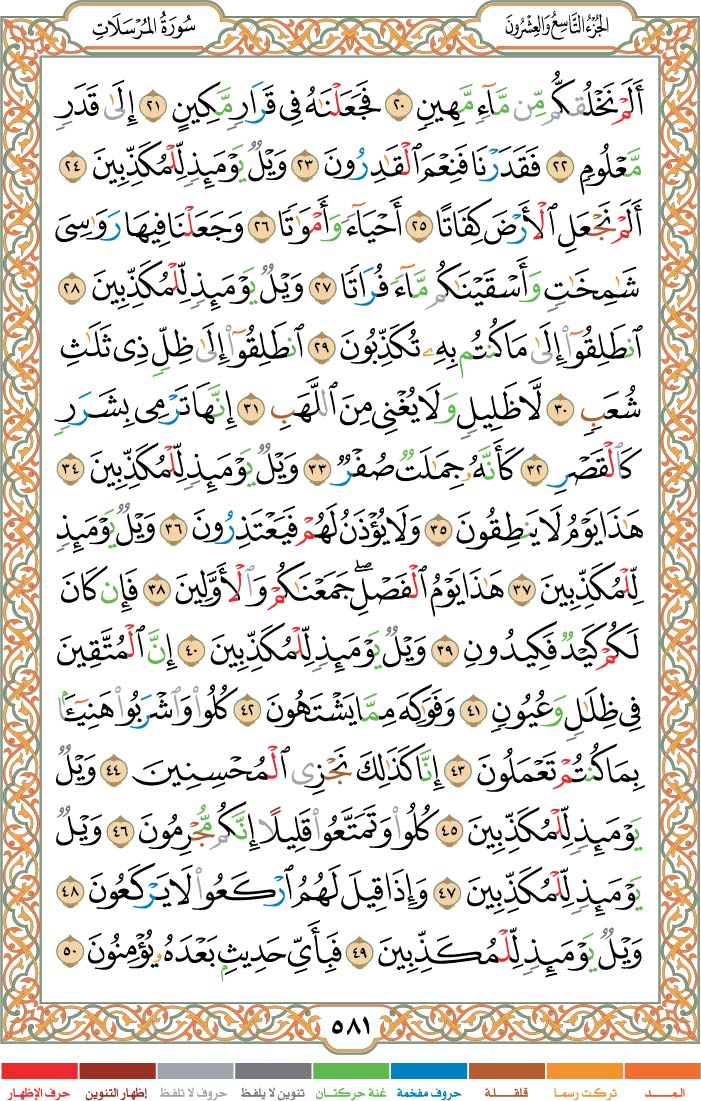 الجُزْءُ التَّاسِعُ وَالعِشْرُونَ
سُورَةُ المُرْسَلَاتِ
أَلَمْ نَخْلُقكُّم مِّن مَّآءٍ مَّهِينٍ ٢٠ فَجَعَلْنَٰهُ فِى قَرَارٍ مَّكِينٍ ٢١ إِلَىٰ قَدَرٍ
مَّعْلُومٍ ٢٢ فَقَدَرْنَا فَنِعْمَ ٱلْقَٰدِرُونَ ٢٣ وَيْلٌ يَوْمَئِذٍ لِّلْمُكَذِّبِينَ ٢٤
أَلَمْ نَجْعَلِ ٱلْأَرْضَ كِفَاتًا ٢٥ أَحْيَآءً وَأَمْوَٰتًا ٢٦ وَجَعَلْنَا فِيهَا رَوَٰسِىَ
شَٰمِخَٰتٍ وَأَسْقَيْنَٰكُم مَّآءً فُرَاتًا ٢٧ وَيْلٌ يَوْمَئِذٍ لِّلْمُكَذِّبِينَ ٢٨
ٱنطَلِقُوٓا۟ إِلَىٰ مَا كُنتُم بِهِۦ تُكَذِّبُونَ ٢٩ ٱنطَلِقُوٓا۟ إِلَىٰ ظِلٍّ ذِى ثَلَٰثِ
شُعَبٍ ٣٠ لَّا ظَلِيلٍ وَلَا يُغْنِى مِنَ ٱللَّهَبِ ٣١ إِنَّهَا تَرْمِى بِشَرَرٍ
كَٱلْقَصْرِ ٣٢ كَأَنَّهُۥ جِمَٰلَتٌ صُفْرٌ ٣٣ وَيْلٌ يَوْمَئِذٍ لِّلْمُكَذِّبِينَ ٣٤
هَٰذَا يَوْمُ لَا يَنطِقُونَ ٣٥ وَلَا يُؤْذَنُ لَهُمْ فَيَعْتَذِرُونَ ٣٦ وَيْلٌ يَوْمَئِذٍ
لِّلْمُكَذِّبِينَ ٣٧ هَٰذَا يَوْمُ ٱلْفَصْلِ ۖ جَمَعْنَٰكُمْ وَٱلْأَوَّلِينَ ٣٨ فَإِن كَانَ
لَكُمْ كَيْدٌ فَكِيدُونِ ٣٩ وَيْلٌ يَوْمَئِذٍ لِّلْمُكَذِّبِينَ ٤٠ إِنَّ ٱلْمُتَّقِينَ
فِى ظِلَٰلٍ وَعُيُونٍ ٤١ وَفَوَٰكِهَ مِمَّا يَشْتَهُونَ ٤٢ كُلُوا۟ وَٱشْرَبُوا۟ هَنِيٓـًٔۢا
بِمَا كُنتُمْ تَعْمَلُونَ ٤٣ إِنَّا كَذَٰلِكَ نَجْزِى ٱلْمُحْسِنِينَ ٤٤ وَيْلٌ
يَوْمَئِذٍ لِّلْمُكَذِّبِينَ ٤٥ كُلُوا۟ وَتَمَتَّعُوا۟ قَلِيلًا إِنَّكُم مُّجْرِمُونَ ٤٦ وَيْلٌ
يَوْمَئِذٍ لِّلْمُكَذِّبِينَ ٤٧ وَإِذَا قِيلَ لَهُمُ ٱرْكَعُوا۟ لَا يَرْكَعُونَ ٤٨
وَيْلٌ يَوْمَئِذٍ لِّلْمُكَذِّبِينَ ٤٩ فَبِأَىِّ حَدِيثٍۭ بَعْدَهُۥ يُؤْمِنُونَ ٥٠
٥٨١
المــد تركت رسما قلقـلة حروف مفخمة غنة حركتـان تنوين لا يلفظ حروف لا تلفظ إظهار التنوين حرف الإظهار